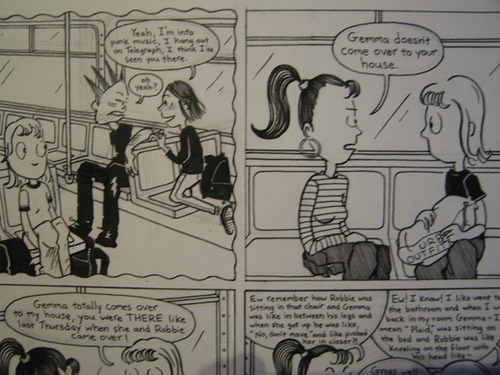 Yeah, I'm into
punk music, I hang out
on Telegraph, I think I've
seen you there.
oh
yeah?
Gemma doesn't
come over to your
house.
URB
OUTFIT
Gemma totally comes over
to my house, you were THERE like
last Thursday when she and Robbie
came over!
Ew remember how Robbie was
sitting in that chair and Gemma
was like in between his legs and
when she got up he was like,
"No, don't move" and like pushed
her in closer?!
Ew! I know! I like went to
the bathroom and when I
back in my room Gemma - I
mean "Plaid," was sitting on
the bed and Robbie was like
Kneeling on the floor with
his head like-